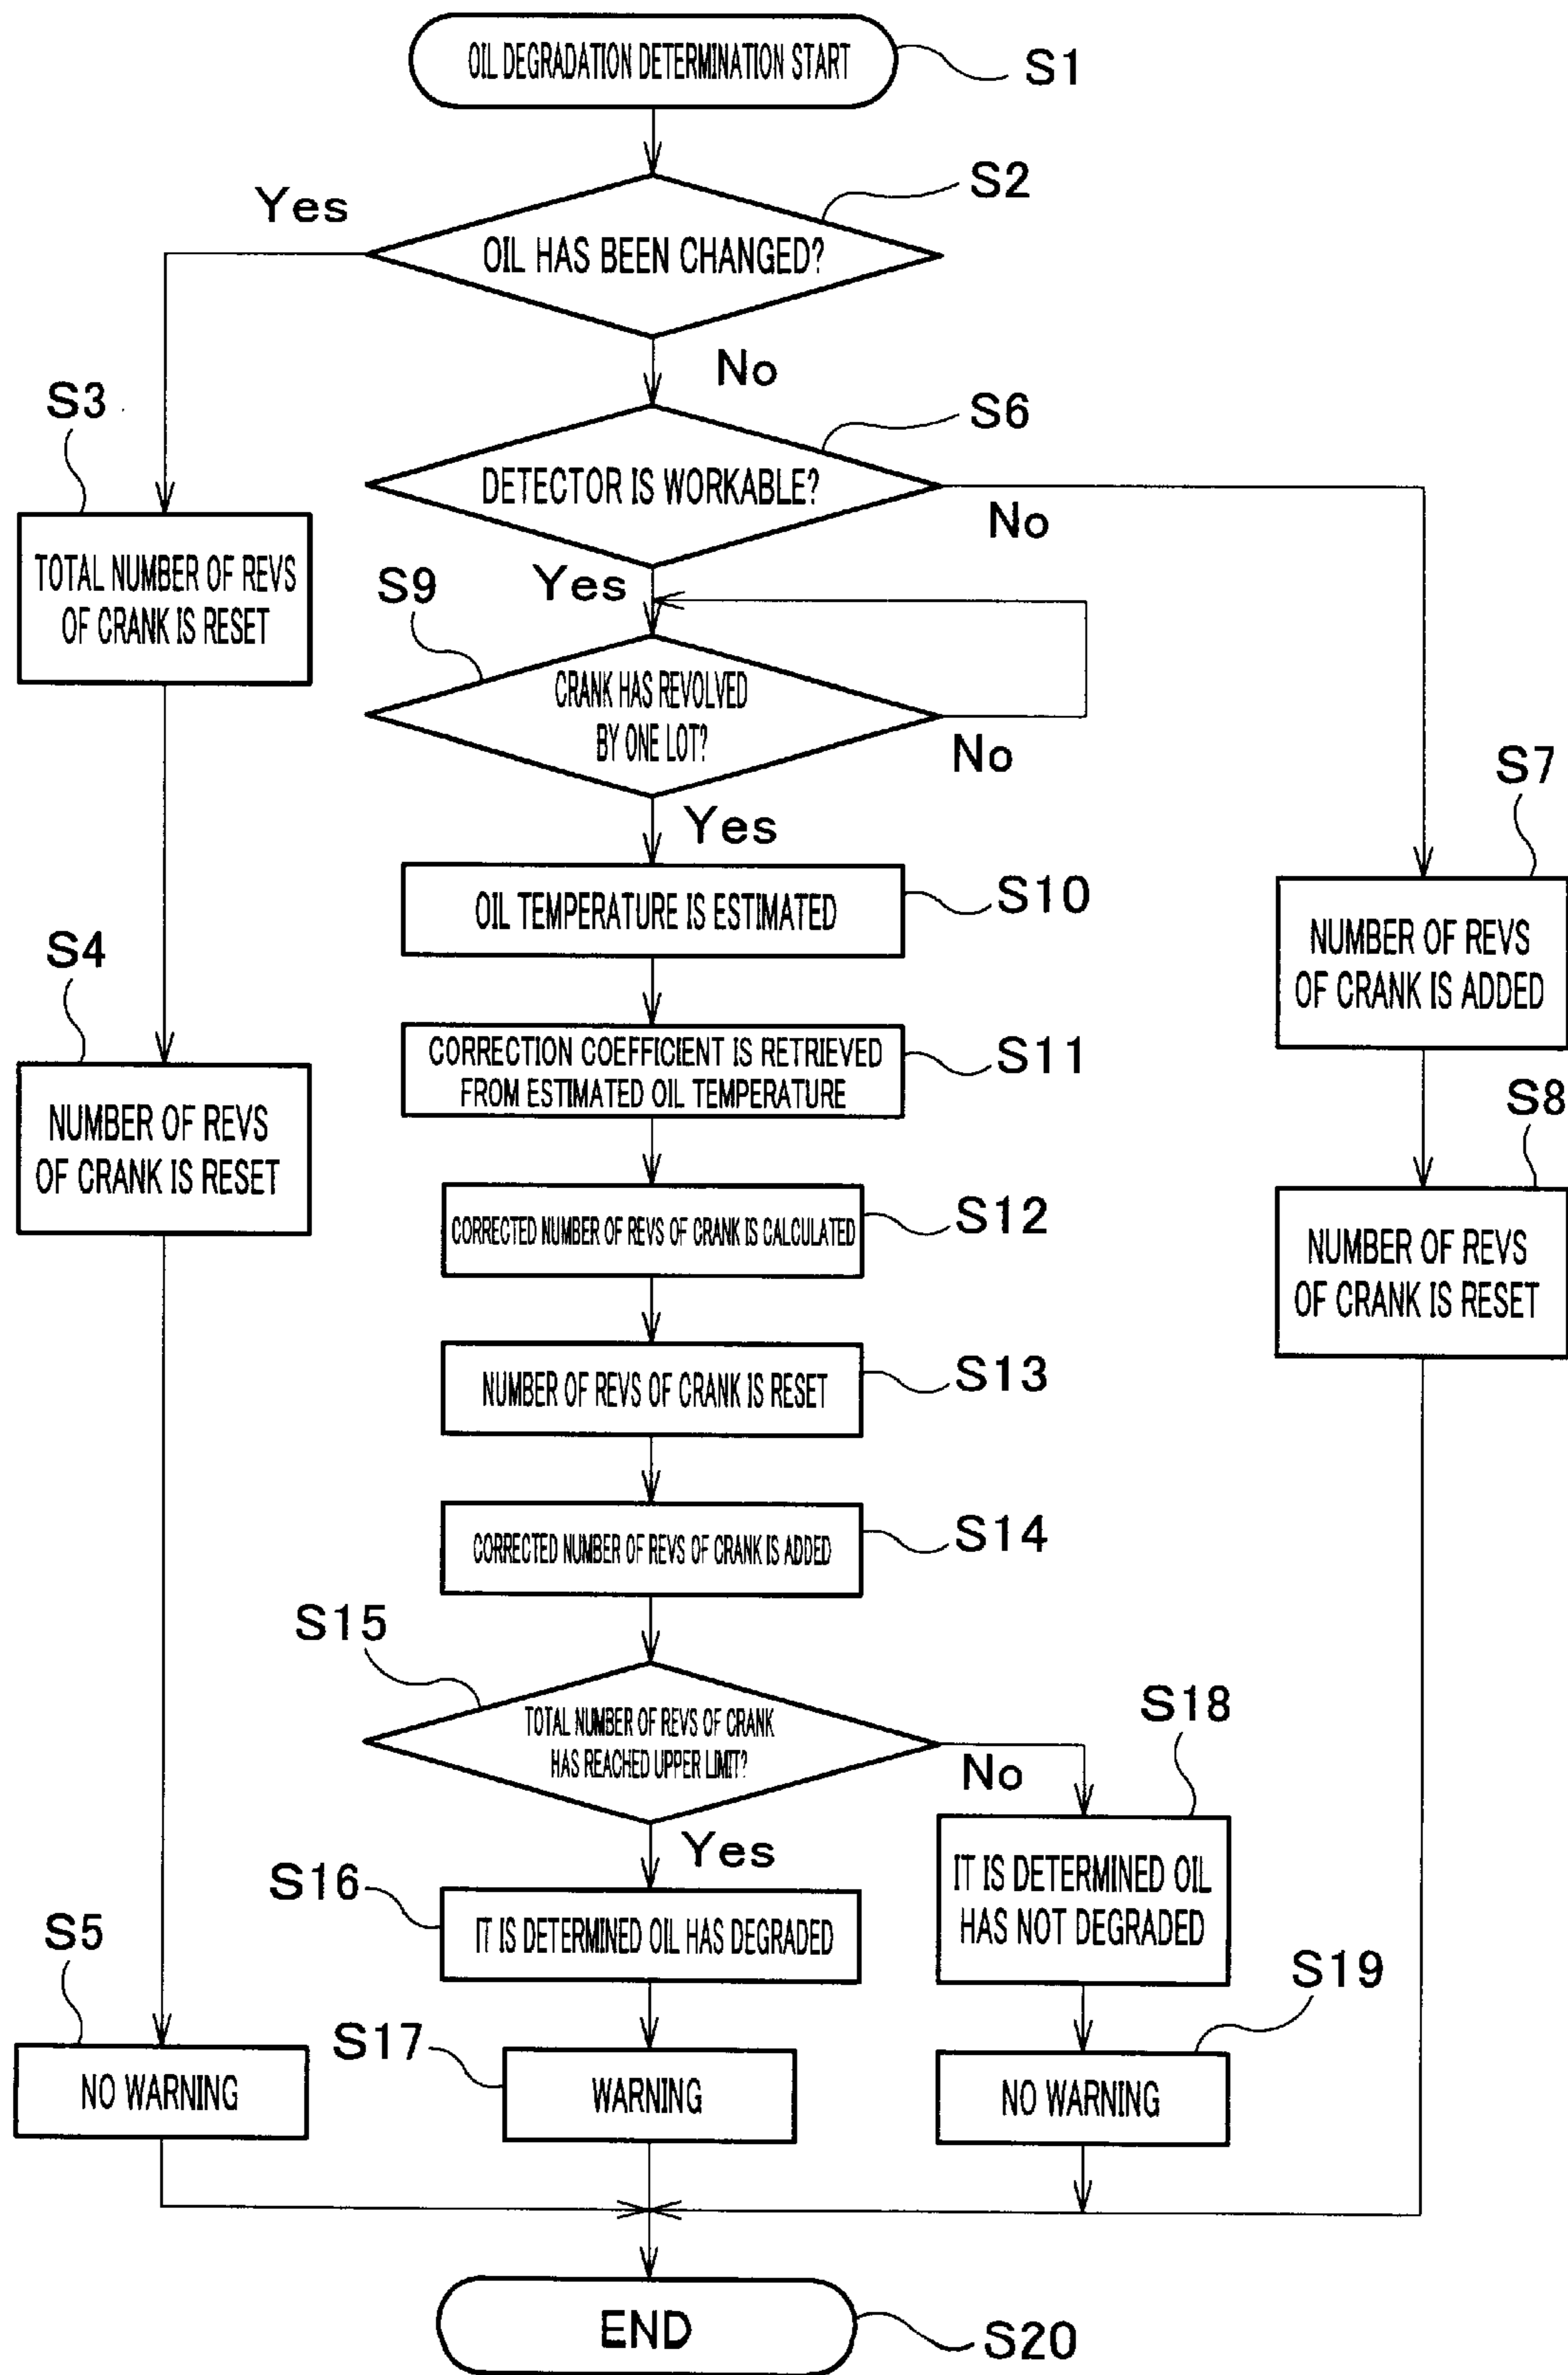 OIL DEGRADATION DETERMINATION START
S1
S2
Yes
OIL HAS BEEN CHANGED?
No
S3
S6
DETECTOR IS WORKABLE?
No
TOTAL NUMBER OF REVS
OF CRANK IS RESET
Yes
S9
CRANK HAS REVOLVED
BY ONE LOT?
No
S7
Yes
OIL TEMPERATURE IS ESTIMATED
S10
NUMBER OF REVS
OF CRANK IS ADDED
S4
CORRECTION COEFFICIENT IS RETRIEVED
FROM ESTIMATED OIL TEMPERATURE
S11
S8
NUMBER OF REVS
OF CRANK IS RESET
CORRECTED NUMBER OF REVS OF CRANK IS CALCULATED
S12
NUMBER OF REVS
OF CRANK IS RESET
NUMBER OF REVS OF CRANK IS RESET
S13
CORRECTED NUMBER OF REVS OF CRANK IS ADDED
S14
S15
TOTAL NUMBER OF REVS OF CRANK
HAS REACHED UPPER LIMIT?
No
S18
Yes
S16
IT IS DETERMINED OIL HAS DEGRADED
IT IS DETERMINED OIL
HAS NOT DEGRADED
S5
S19
S17
NO WARNING
WARNING
NO WARNING
END
S20